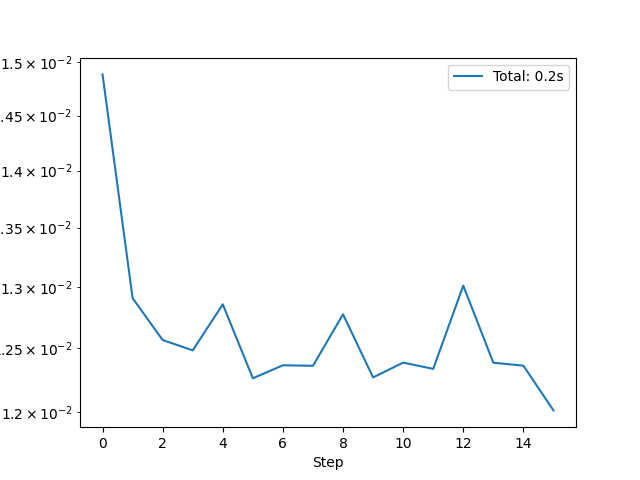 1.5 × 10⁻²
.45 × 10⁻²
1.4 × 10⁻²
.35 × 10⁻²
1.3 × 10⁻²
.25 × 10⁻²
1.2 × 10⁻²
Total: 0.2s
0 2 4 6 8 10 12 14
Step